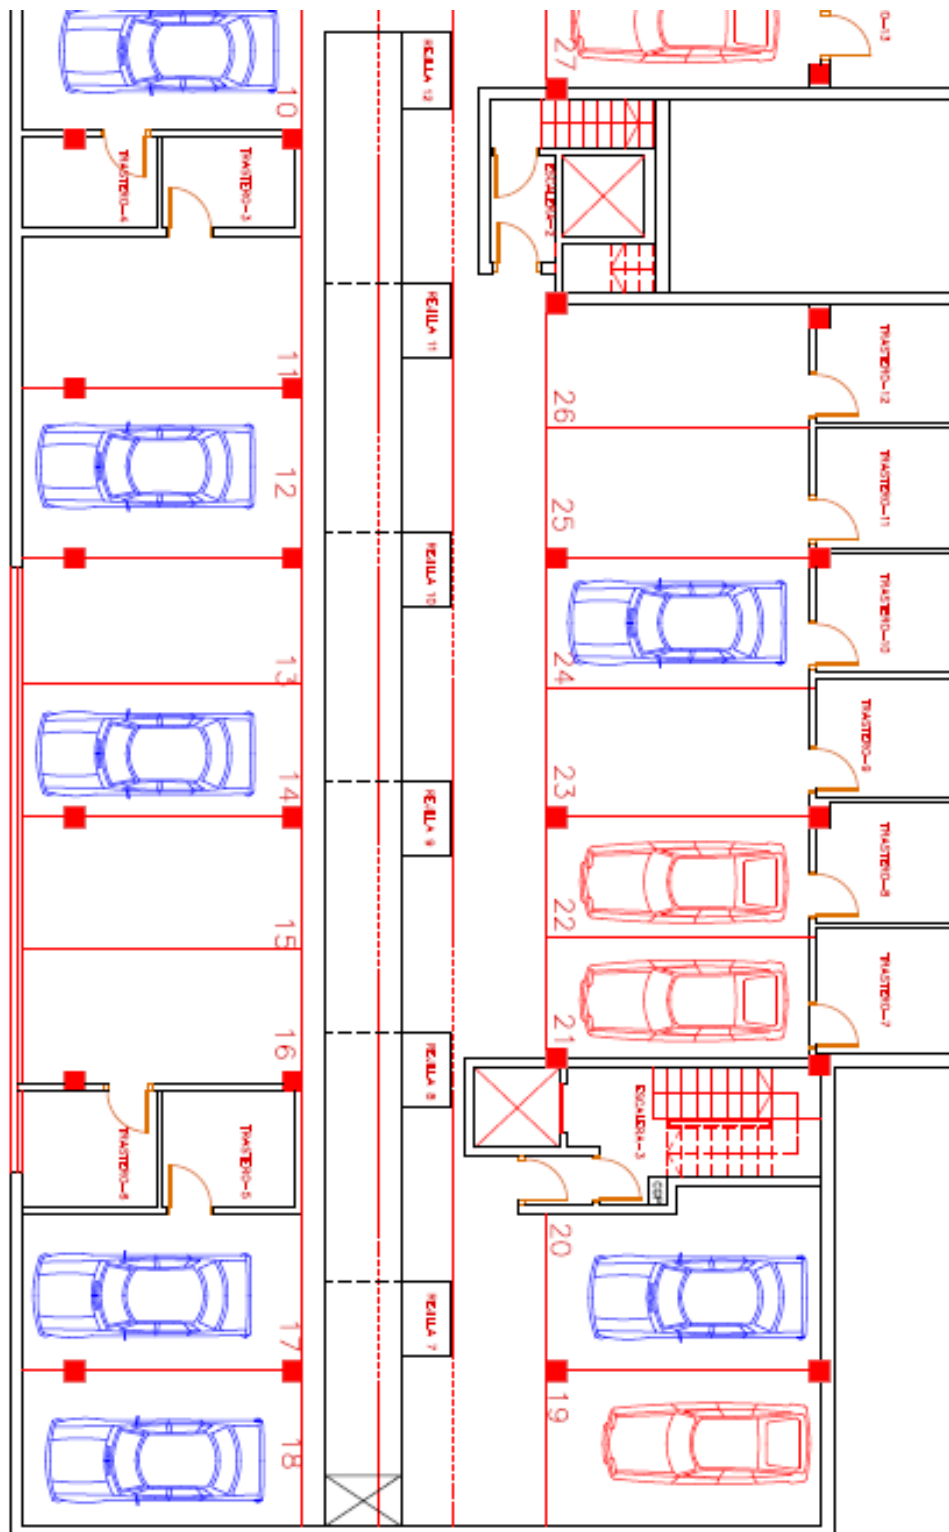 10
TRASTERO-4
TRASTERO-3
11
12
13
14
15
16
TRASTERO-6
TRASTERO-5
17
18
REJILLA 12
REJILLA 11
REJILLA 10
REJILLA 9
REJILLA 8
REJILLA 7
27
ESCALERA-2
26
25
24
23
22
21
ESCALERA-3
20
19
TRASTERO-12
TRASTERO-11
TRASTERO-10
TRASTERO-9
TRASTERO-8
TRASTERO-7